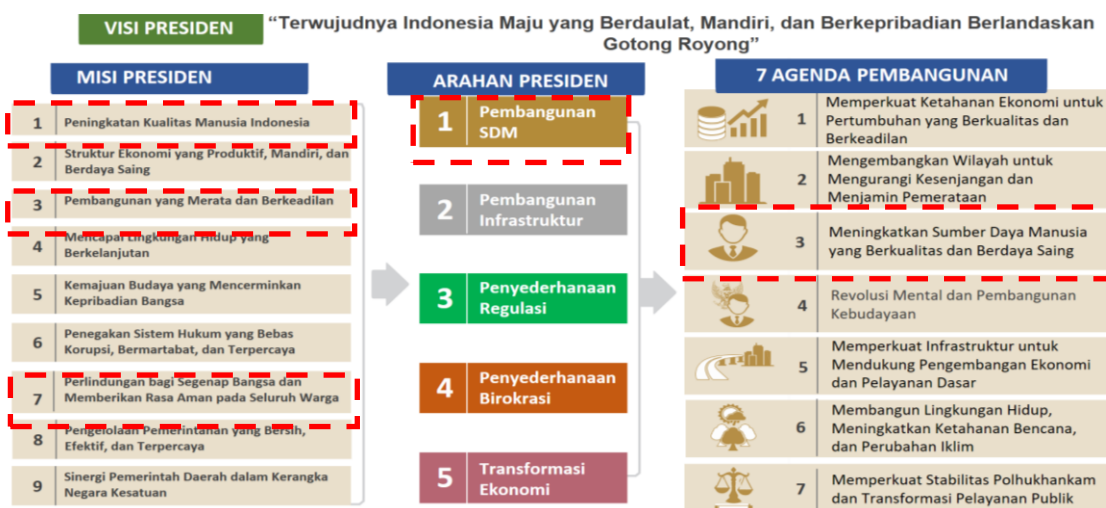 VISI PRESIDEN
“Terwujudnya Indonesia Maju yang Berdaulat, Mandiri, dan Berkepribadian Berlandaskan
Gotong Royong”
MISI PRESIDEN
1 Peningkatan Kualitas Manusia Indonesia
2 Struktur Ekonomi yang Produktif, Mandiri, dan
Berdaya Saing
3 Pembangunan yang Merata dan Berkeadilan
4 Mencapai Lingkungan Hidup yang
Berkelanjutan
5 Kemajuan Budaya yang Mencerminkan
Kepribadian Bangsa
6 Penegakan Sistem Hukum yang Bebas
Korupsi, Bermartabat, dan Terpercaya
7 Perlindungan bagi Segenap Bangsa dan
Memberikan Rasa Aman pada Seluruh Warga
8 Pengelolaan Pemerintahan yang Bersih,
Efektif, dan Terpercaya
9 Sinergi Pemerintah Daerah dalam Kerangka
Negara Kesatuan
ARAHAN PRESIDEN
1 Pembangunan
SDM
2 Pembangunan
Infrastruktur
3 Penyederhanaan
Regulasi
4 Penyederhanaan
Birokrasi
5 Transformasi
Ekonomi
7 AGENDA PEMBANGUNAN
1 Memperkuat Ketahanan Ekonomi untuk
Pertumbuhan yang Berkualitas dan
Berkeadilan
2 Mengembangkan Wilayah untuk
Mengurangi Kesenjangan dan
Menjamin Pemerataan
3 Meningkatkan Sumber Daya Manusia
yang Berkualitas dan Berdaya Saing
4 Revolusi Mental dan Pembangunan
Kebudayaan
5 Memperkuat Infrastruktur untuk
Mendukung Pengembangan Ekonomi
dan Pelayanan Dasar
6 Membangun Lingkungan Hidup,
Meningkatkan Ketahanan Bencana,
dan Perubahan Iklim
7 Memperkuat Stabilitas Polhukhankam
dan Transformasi Pelayanan Publik